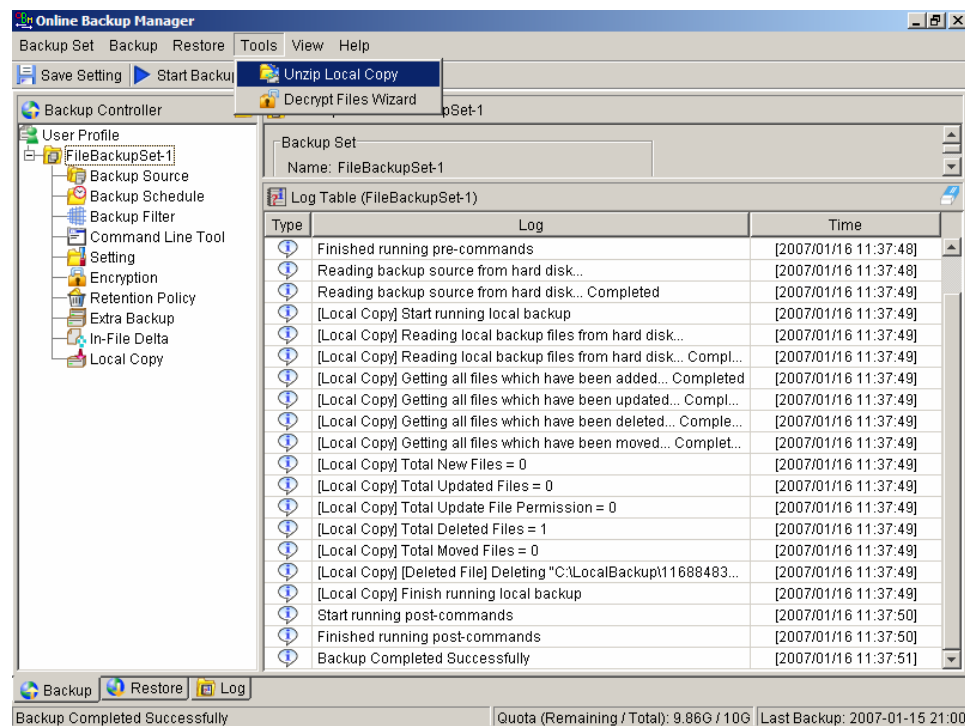 Online Backup Manager
Backup Set Backup Restore Tools View Help
Save Setting Start Backu
Unzip Local Copy
Decrypt Files Wizard
Backup Controller
pSet-1
User Profile
FileBackupSet-1
Backup Source
Backup Schedule
Backup Filter
Command Line Tool
Setting
Encryption
Retention Policy
Extra Backup
In-File Delta
Local Copy
Backup Set
Name: FileBackupSet-1
Log Table (FileBackupSet-1)
Type Log Time
Finished running pre-commands [2007/01/16 11:37:48]
Reading backup source from hard disk... [2007/01/16 11:37:48]
Reading backup source from hard disk... Completed [2007/01/16 11:37:49]
[Local Copy] Start running local backup [2007/01/16 11:37:49]
[Local Copy] Reading local backup files from hard disk... [2007/01/16 11:37:49]
[Local Copy] Reading local backup files from hard disk... Compl... [2007/01/16 11:37:49]
[Local Copy] Getting all files which have been added... Completed [2007/01/16 11:37:49]
[Local Copy] Getting all files which have been updated... Compl... [2007/01/16 11:37:49]
[Local Copy] Getting all files which have been deleted... Comple... [2007/01/16 11:37:49]
[Local Copy] Getting all files which have been moved... Complet... [2007/01/16 11:37:49]
[Local Copy] Total New Files = 0 [2007/01/16 11:37:49]
[Local Copy] Total Updated Files = 0 [2007/01/16 11:37:49]
[Local Copy] Total Update File Permission = 0 [2007/01/16 11:37:49]
[Local Copy] Total Deleted Files = 1 [2007/01/16 11:37:49]
[Local Copy] Total Moved Files = 0 [2007/01/16 11:37:49]
[Local Copy] [Deleted File] Deleting "C:\LocalBackup\11688483... [2007/01/16 11:37:49]
[Local Copy] Finish running local backup [2007/01/16 11:37:49]
Start running post-commands [2007/01/16 11:37:50]
Finished running post-commands [2007/01/16 11:37:50]
Backup Completed Successfully [2007/01/16 11:37:51]
Backup Restore Log
Backup Completed Successfully Quota (Remaining / Total): 9.86G / 10G Last Backup: 2007-01-15 21:00